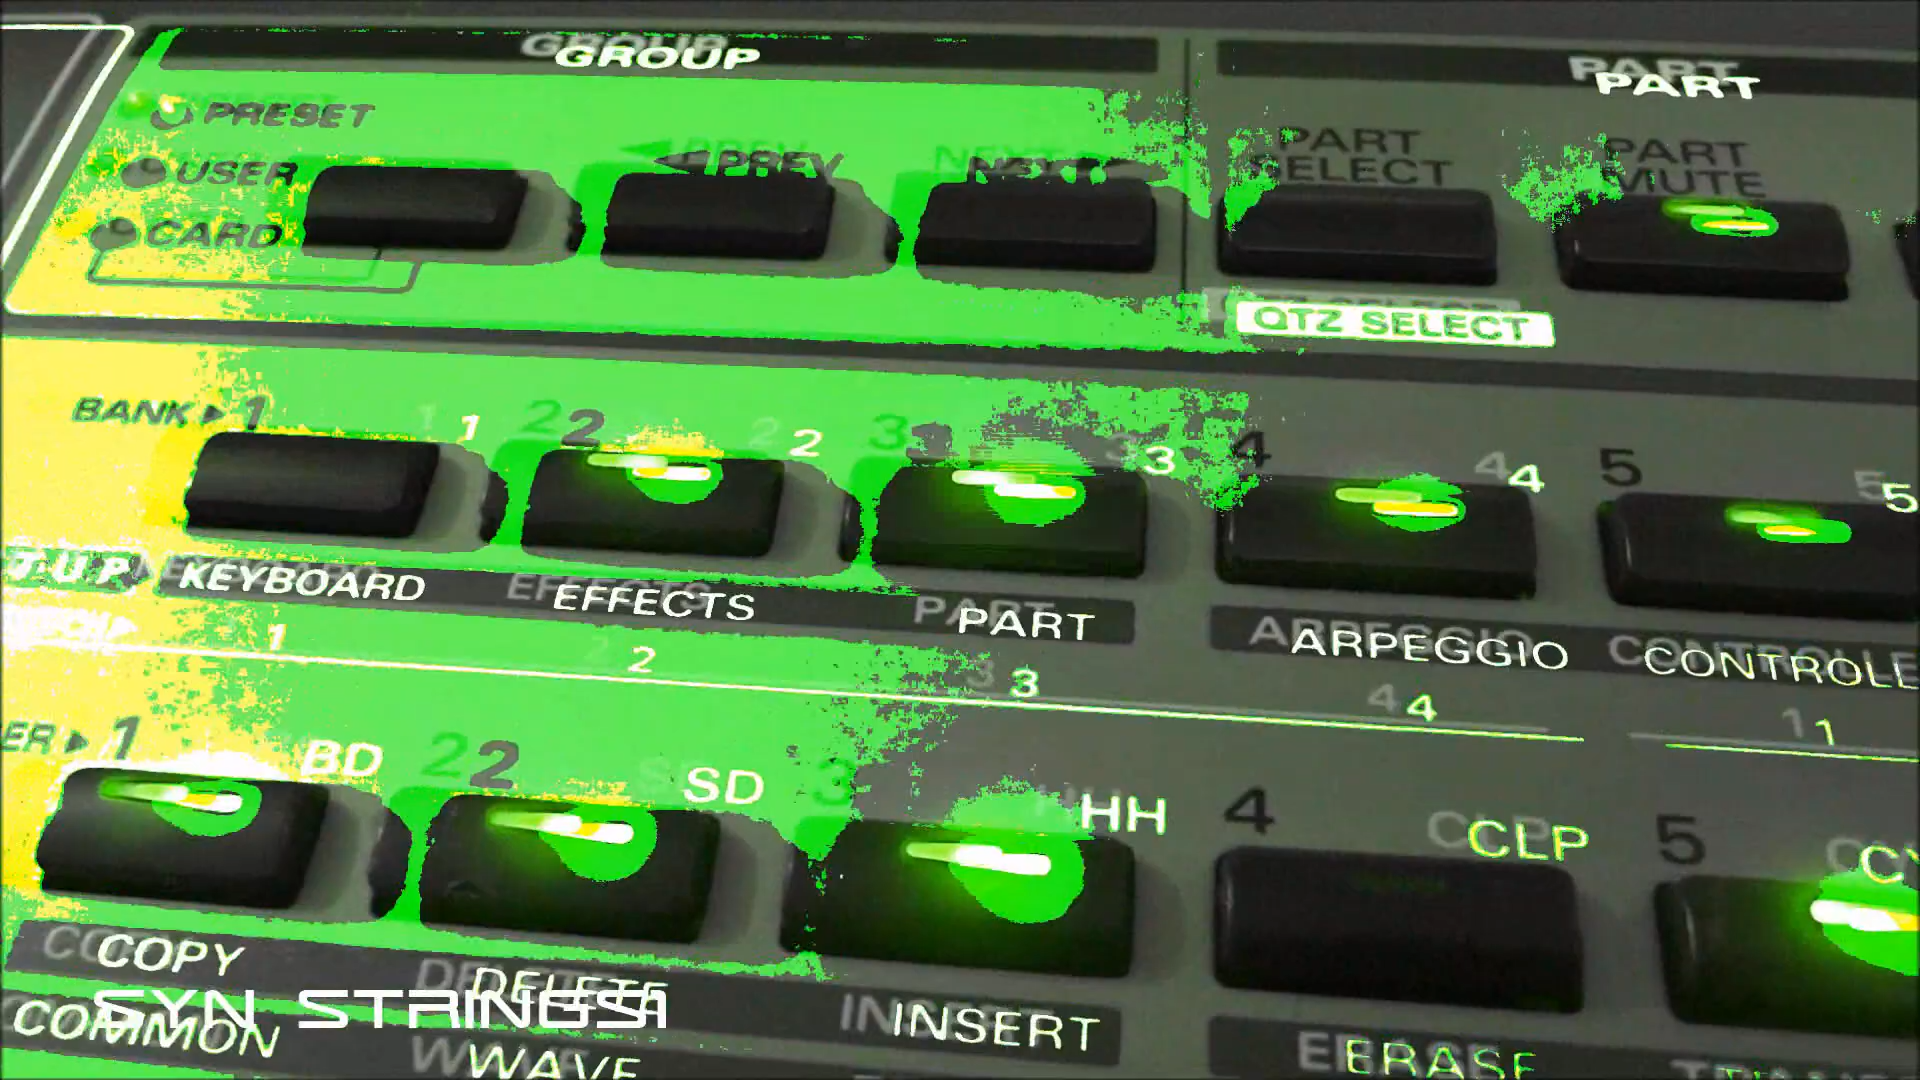 GROUP
PART
PRESET
USER
CARD
◀PREV
NEXT
PART SELECT
PART MUTE
QTZ SELECT
BANK ▶ 1
1
2
2
3
3
4
4
5
5
KEYBOARD
EFFECTS
PART
ARPEGGIO
1
2
3
4
1
1
BD
2
SD
HH
4
CLP
5
COPY
DELETE
INSERT
SYN STRINGS1
COMMON
WAVE
ERASE